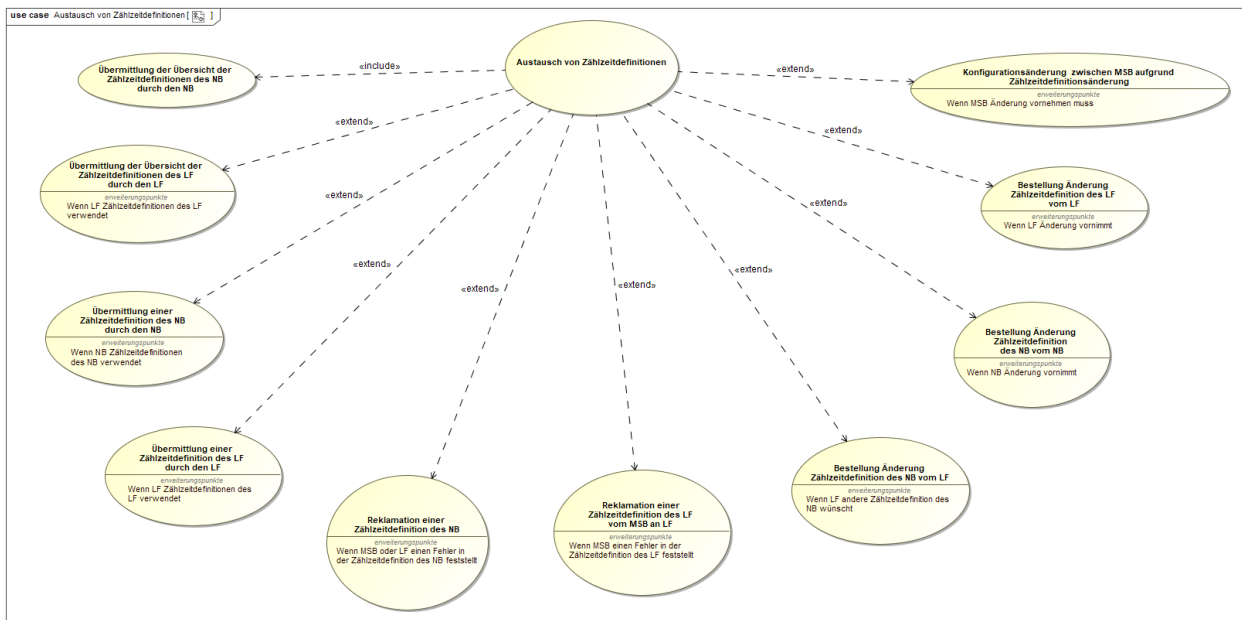 use case Austausch von Zählzeitdefinitionen [ ]
Austausch von Zählzeitdefinitionen
«include»
Übermittlung der Übersicht der
Zählzeitdefinitionen des NB
durch den NB
«extend»
Übermittlung der Übersicht der
Zählzeitdefinitionen des LF
durch den LF
erweiterungspunkte
Wenn LF Zählzeitdefinitionen des LF
verwendet
«extend»
Übermittlung einer
Zählzeitdefinition des NB
durch den NB
erweiterungspunkte
Wenn NB Zählzeitdefinitionen
des NB verwendet
«extend»
Übermittlung einer
Zählzeitdefinition des LF
durch den LF
erweiterungspunkte
Wenn LF Zählzeitdefinitionen des
LF verwendet
«extend»
Reklamation einer
Zählzeitdefinition des NB
erweiterungspunkte
Wenn MSB oder LF einen Fehler in
der Zählzeitdefinition des NB feststellt
«extend»
Reklamation einer
Zählzeitdefinition des LF
vom MSB an LF
erweiterungspunkte
Wenn MSB einen Fehler in der
Zählzeitdefinition des LF feststellt
«extend»
Bestellung Änderung
Zählzeitdefinition des NB vom LF
erweiterungspunkte
Wenn LF andere Zählzeitdefinition des
NB wünscht
«extend»
Bestellung Änderung
Zählzeitdefinition
des NB vom NB
erweiterungspunkte
Wenn NB Änderung vornimmt
«extend»
Bestellung Änderung
Zählzeitdefinition des LF
vom LF
erweiterungspunkte
Wenn LF Änderung vornimmt
«extend»
Konfigurationsänderung zwischen MSB aufgrund
Zählzeitdefinitionsänderung
erweiterungspunkte
Wenn MSB Änderung vornehmen muss